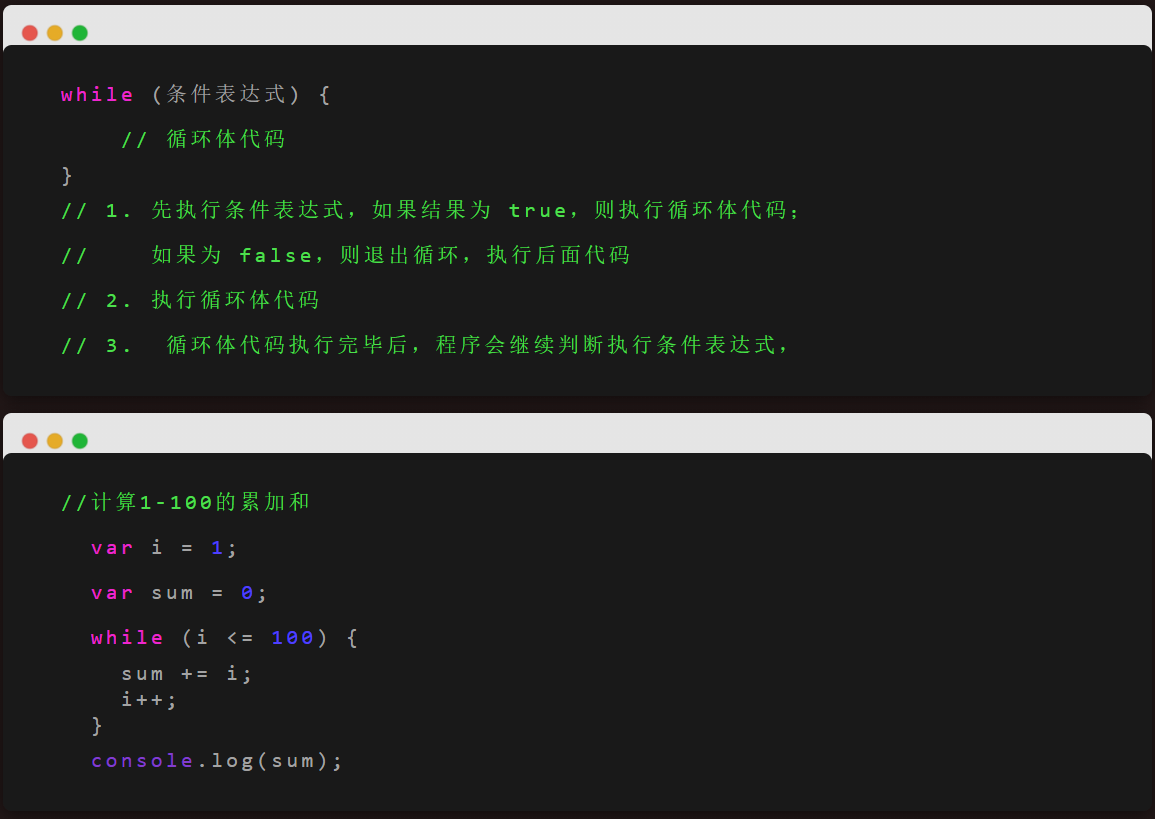 while (条件表达式) {
// 循环体代码
}
// 1. 先执行条件表达式，如果结果为 true，则执行循环体代码；
// 如果为 false，则退出循环，执行后面代码
// 2. 执行循环体代码
// 3. 循环体代码执行完毕后，程序会继续判断执行条件表达式，
//计算1-100的累加和
var i = 1;
var sum = 0;
while (i <= 100) {
sum += i;
i++;
}
console.log(sum);